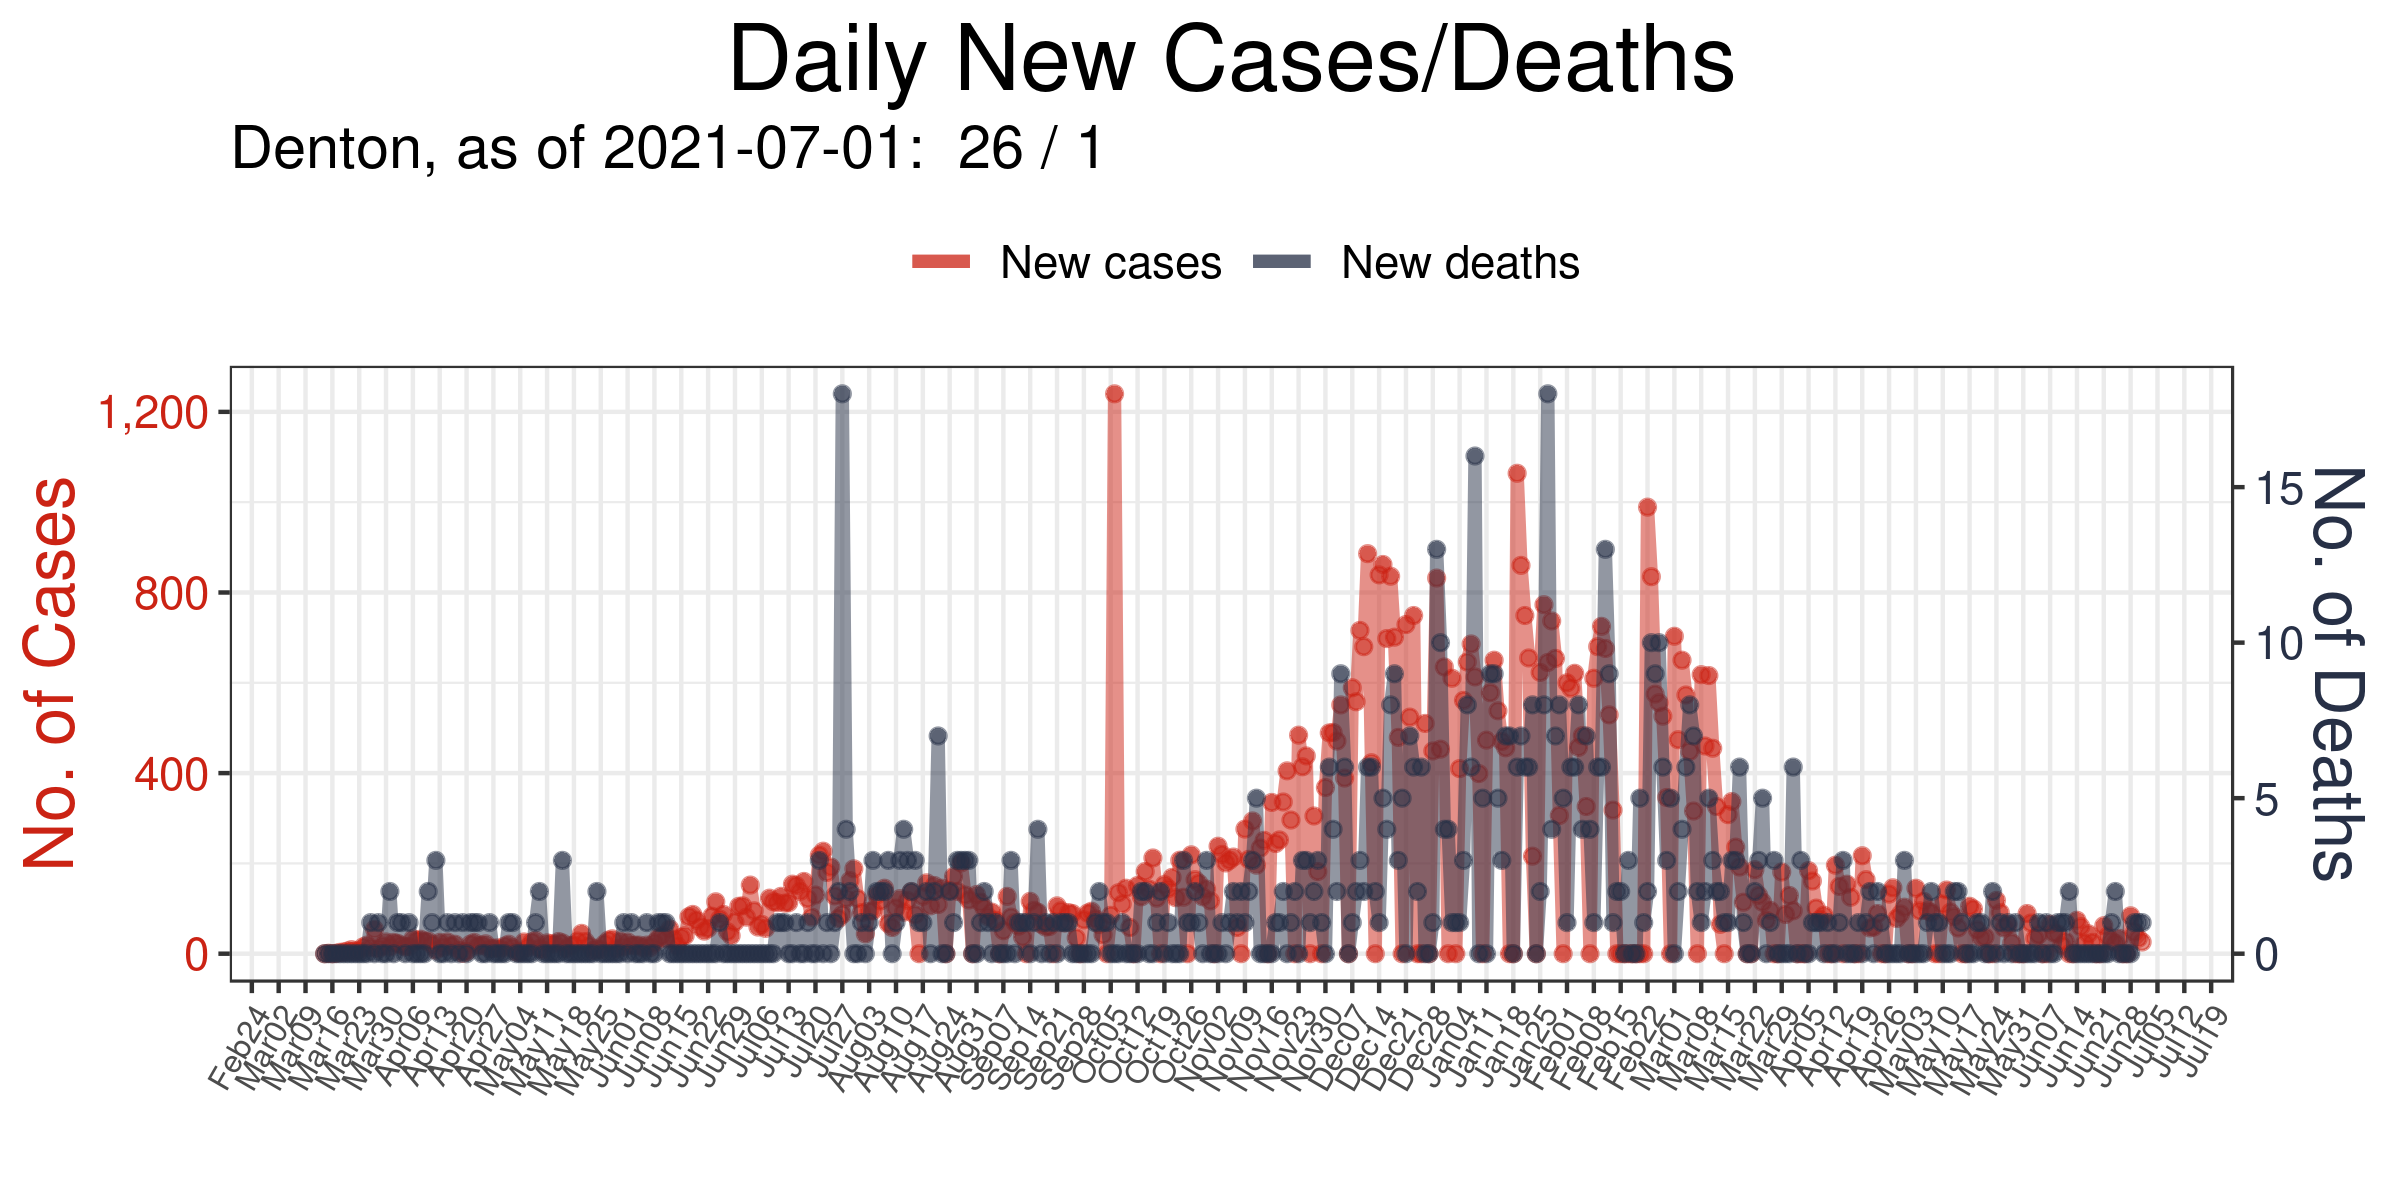 Daily New Cases/Deaths
Denton, as of 2021-07-01:  26 / 1
New cases
New deaths
No. of Cases
1,200
800
400
0
15
10
5
0
No. of Deaths
Feb24
Mar02
Mar09
Mar16
Mar23
Mar30
Apr06
Apr13
Apr20
Apr27
May04
May11
May18
May25
Jun01
Jun08
Jun15
Jun22
Jun29
Jul06
Jul13
Jul20
Jul27
Aug03
Aug10
Aug17
Aug24
Aug31
Sep07
Sep14
Sep21
Sep28
Oct05
Oct12
Oct19
Oct26
Nov02
Nov09
Nov16
Nov23
Nov30
Dec07
Dec14
Dec21
Dec28
Jan04
Jan11
Jan18
Jan25
Feb01
Feb08
Feb15
Feb22
Mar01
Mar08
Mar15
Mar22
Mar29
Apr05
Apr12
Apr19
Apr26
May03
May10
May17
May24
May31
Jun07
Jun14
Jun21
Jun28
Jul05
Jul12
Jul19